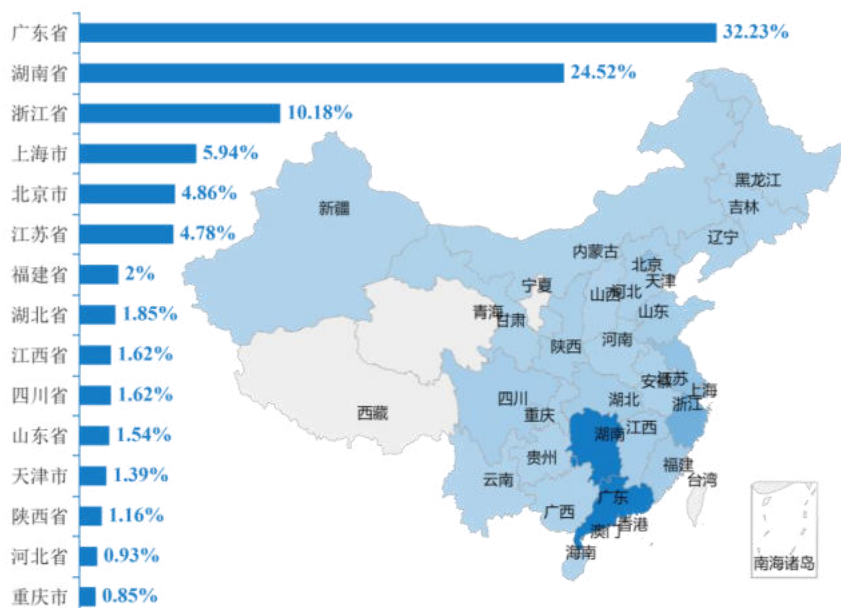 广东省 32.23%
湖南省 24.52%
浙江省 10.18%
上海市 5.94%
北京市 4.86%
江苏省 4.78%
福建省 2%
湖北省 1.85%
江西省 1.62%
四川省 1.62%
山东省 1.54%
天津市 1.39%
陕西省 1.16%
河北省 0.93%
重庆市 0.85%
黑龙江
吉林
辽宁
新疆
内蒙古
北京
天津
宁夏
山西
河北
山东
青海
甘肃
陕西
河南
安徽
江苏
上海
四川
湖北
浙江
重庆
西藏
湖南
江西
贵州
福建
云南
台湾
广东
广西
香港
澳门
海南
南海诸岛